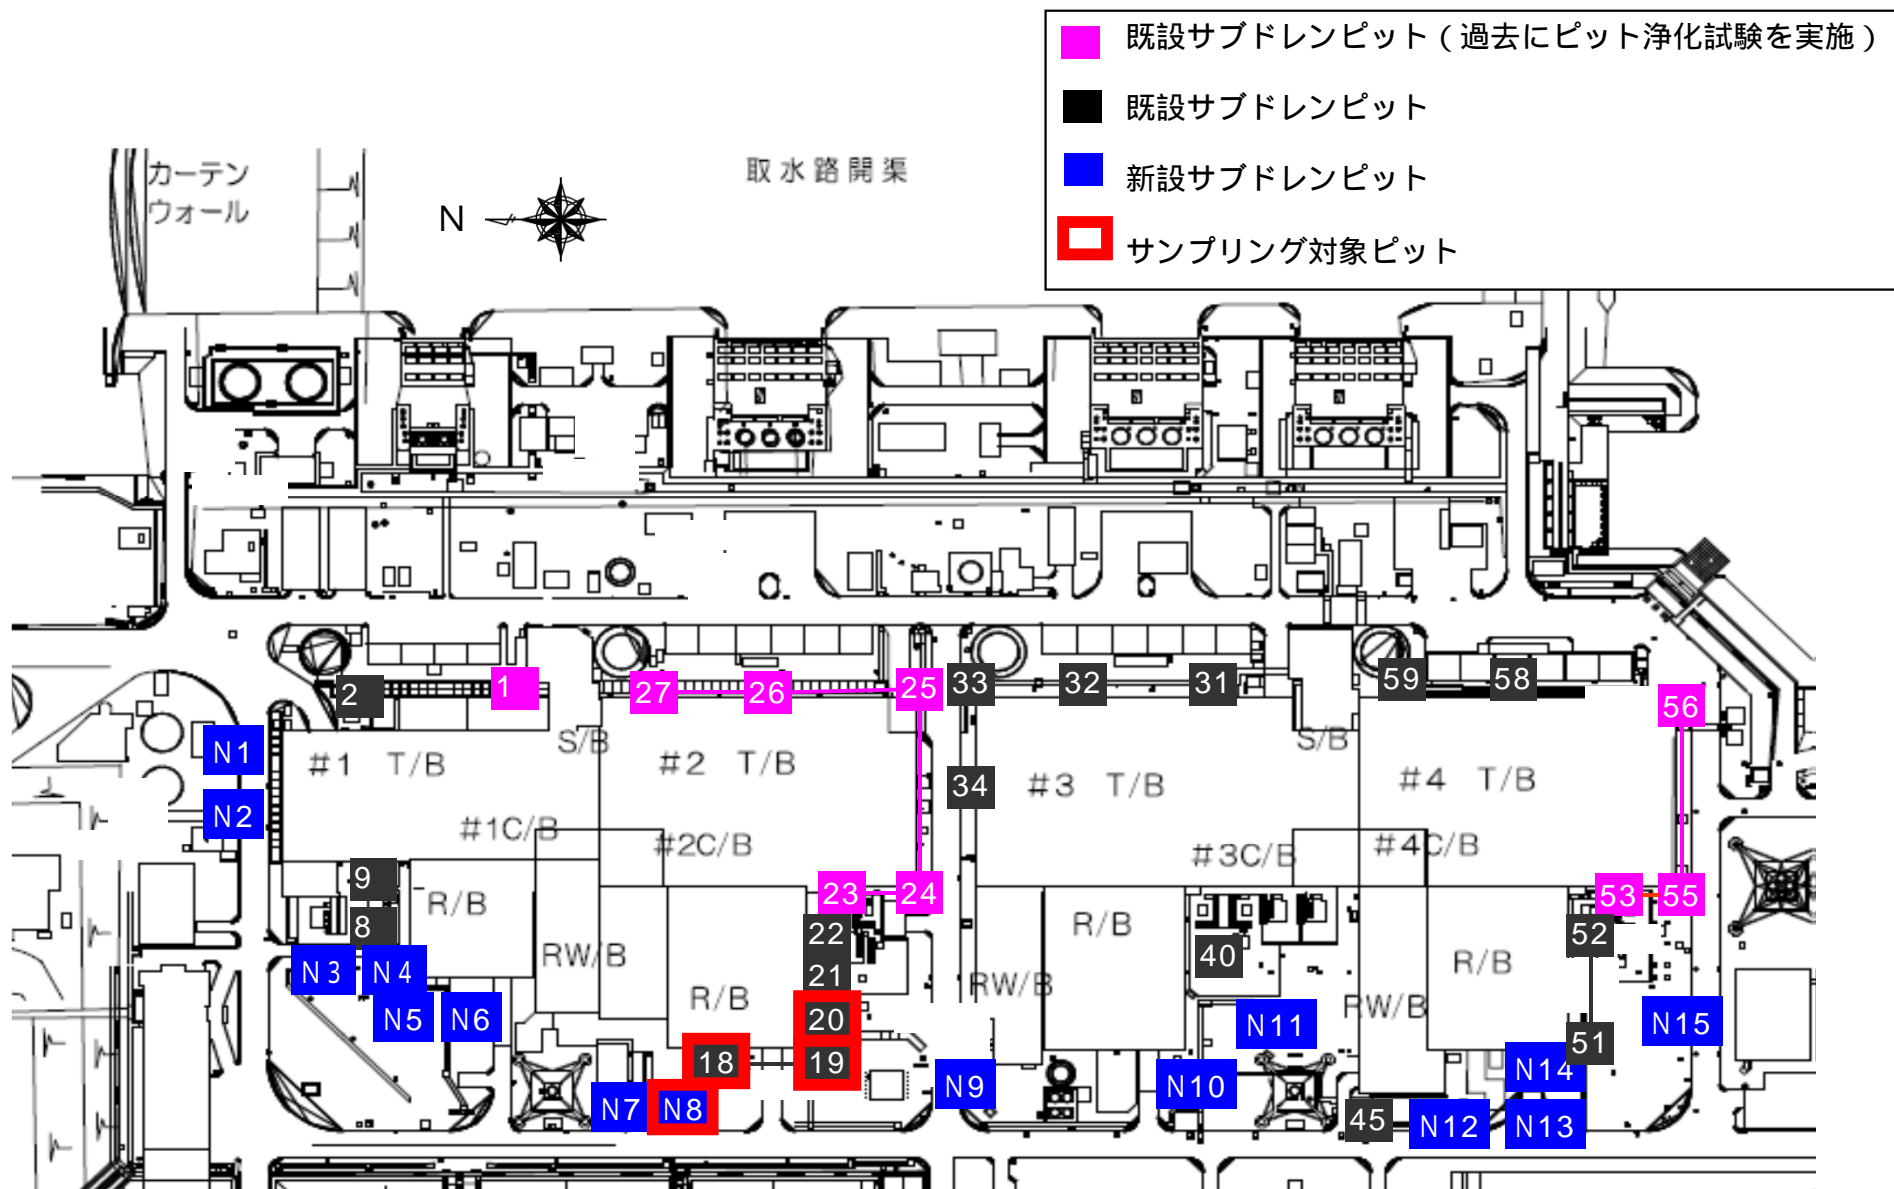 既設サブドレンピット（過去にピット浄化試験を実施）
既設サブドレンピット
新設サブドレンピット
サンプリング対象ピット
カーテン
ウォール
取水路開渠
N
2
1
27
26
25
33
32
31
59
58
56
N1
N2
#1 T/B
S/B
#2 T/B
34
#3 T/B
S/B
#4 T/B
#1C/B
#2C/B
#3C/B
#4C/B
9
8
R/B
23
24
53
55
22
21
20
19
18
R/B
RW/B
R/B
RW/B
40
RW/B
R/B
52
51
N3
N4
N5
N6
N7
N8
N9
N10
N11
45
N12
N13
N14
N15